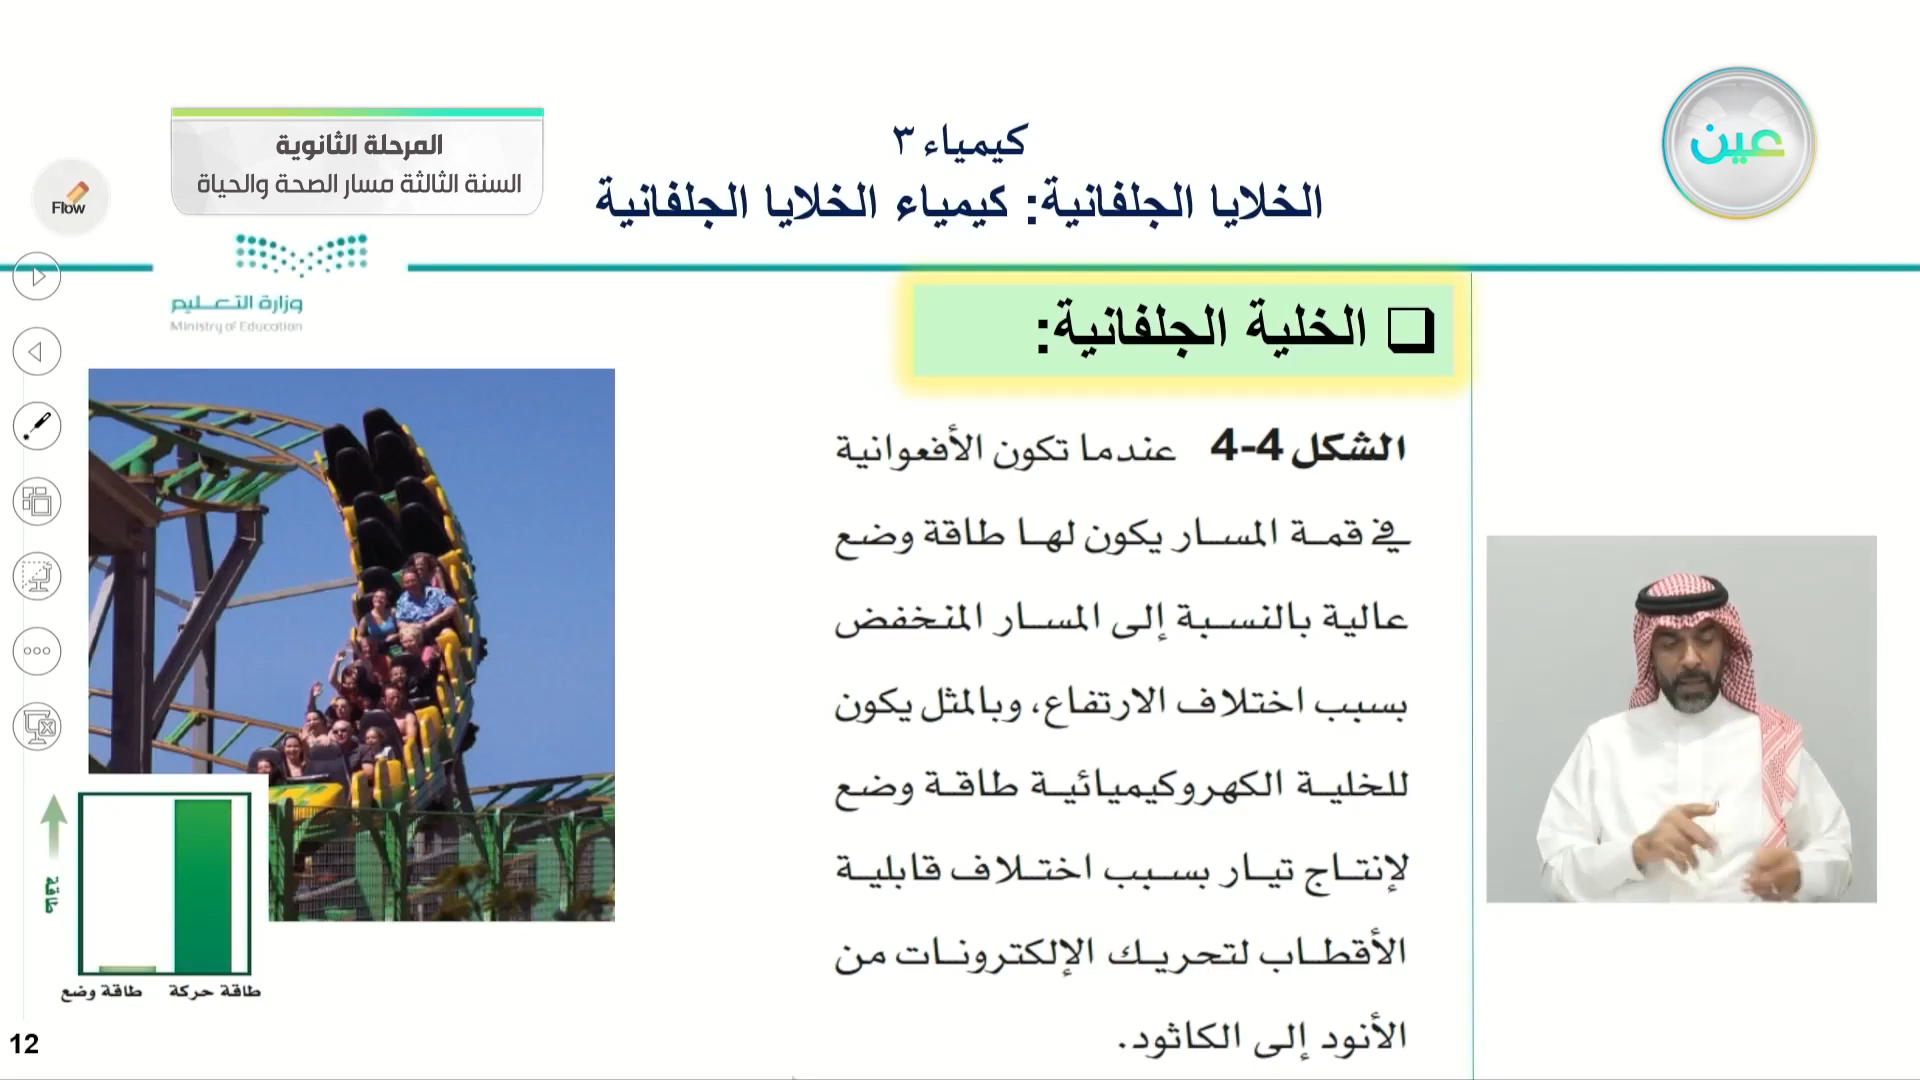 عين
كيمياء ٣
الخلايا الجلفانية: كيمياء الخلايا الجلفانية
المرحلة الثانوية
السنة الثالثة مسار الصحة والحياة
Flow
وزارة التعليم
Ministry of Education
الخلية الجلفانية:
الشكل 4-4 عندما تكون الأفعوانية
في قمة المسار يكون لها طاقة وضع
عالية بالنسبة إلى المسار المنخفض
بسبب اختلاف الارتفاع، وبالمثل يكون
للخلية الكهروكيميائية طاقة وضع
لإنتاج تيار بسبب اختلاف قابلية
الأقطاب لتحريك الإلكترونات من
الأنود إلى الكاثود.
طاقة
طاقة حركة
طاقة وضع
12